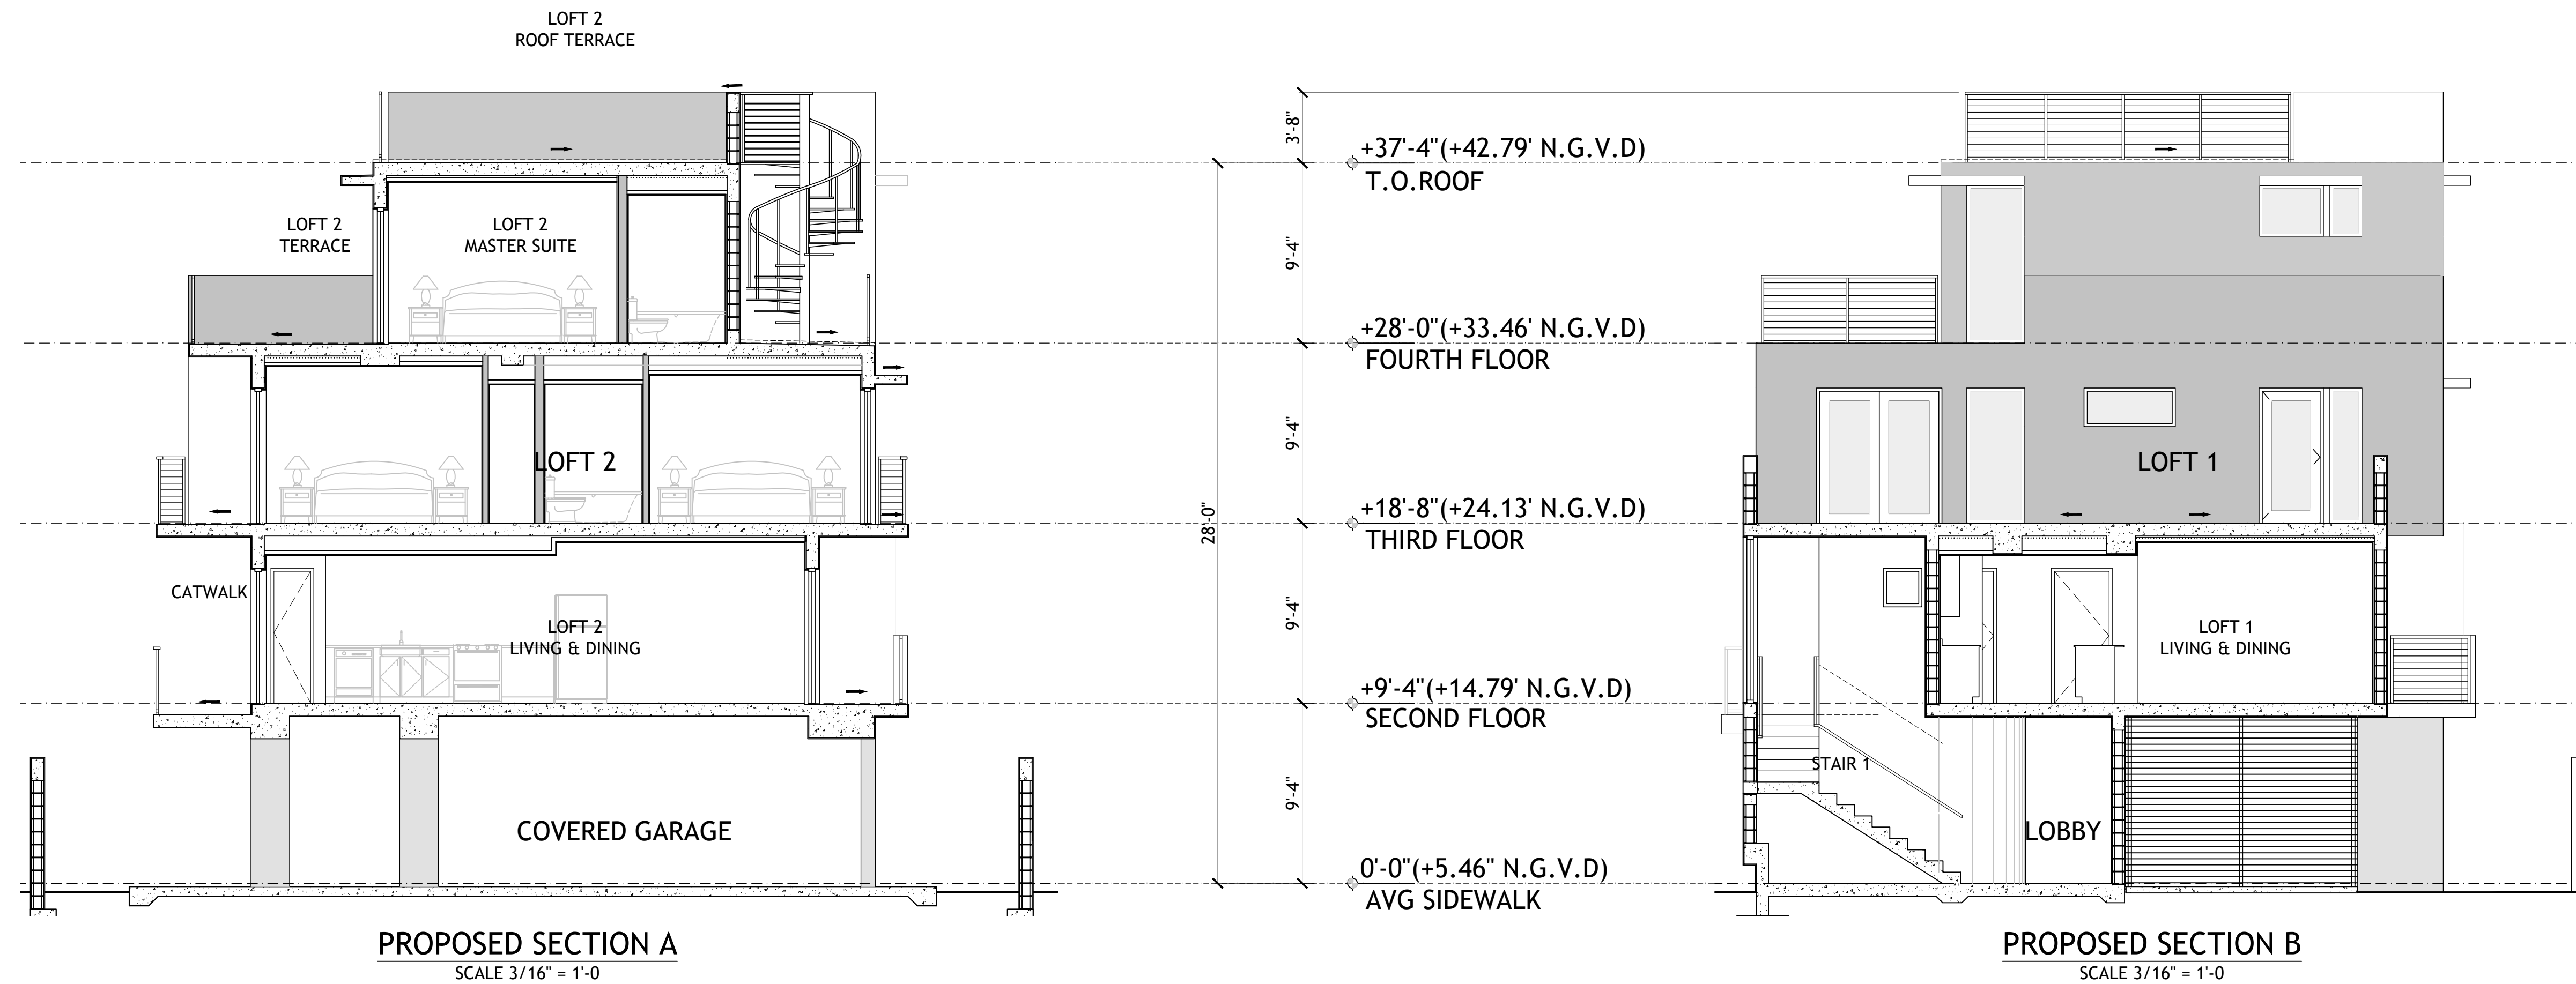 LOFT 2
ROOF TERRACE
LOFT 2
TERRACE
LOFT 2
MASTER SUITE
LOFT 2
CATWALK
LOFT 2
LIVING & DINING
COVERED GARAGE
PROPOSED SECTION A
SCALE 3/16" = 1'-0
28'-0"
3'-8"
9'-4"
9'-4"
9'-4"
9'-4"
+37'-4"(+42.79' N.G.V.D)
T.O.ROOF
+28'-0"(+33.46' N.G.V.D)
FOURTH FLOOR
+18'-8"(+24.13' N.G.V.D)
THIRD FLOOR
+9'-4"(+14.79' N.G.V.D)
SECOND FLOOR
0'-0"(+5.46" N.G.V.D)
AVG SIDEWALK
LOFT 1
LOFT 1
LIVING & DINING
STAIR 1
LOBBY
PROPOSED SECTION B
SCALE 3/16" = 1'-0